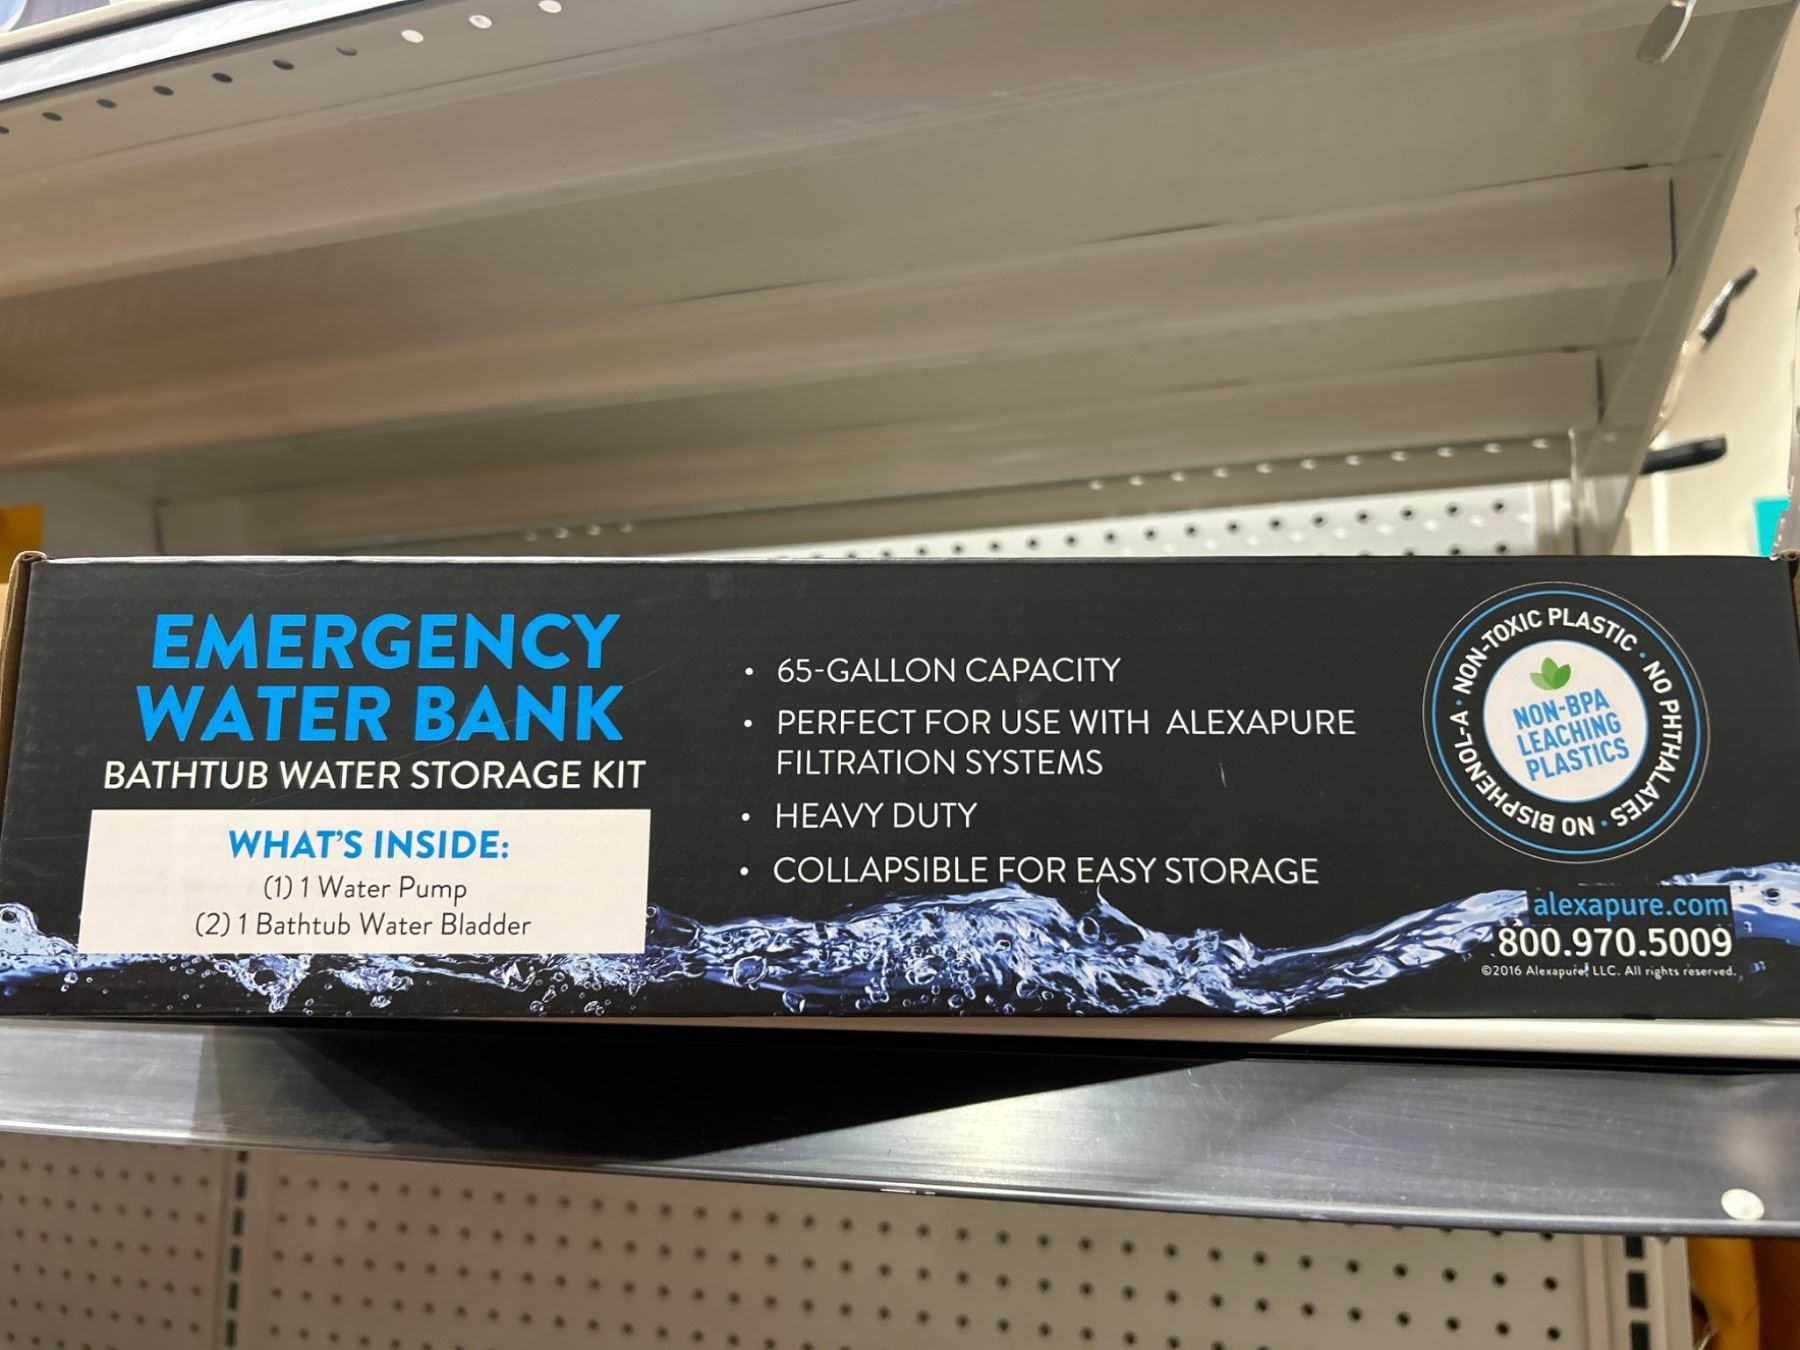 EMERGENCY
WATER BANK
BATHTUB WATER STORAGE KIT
WHAT'S INSIDE:
(1) 1 Water Pump
(2) 1 Bathtub Water Bladder
• 65-GALLON CAPACITY
• PERFECT FOR USE WITH ALEXAPURE
FILTRATION SYSTEMS
• HEAVY DUTY
• COLLAPSIBLE FOR EASY STORAGE
NON-TOXIC PLASTIC • NO PHTHALATES • NO BISPHENOL-A •
NON-BPA
LEACHING
PLASTICS
alexapure.com
800.970.5009
©2016 Alexapure, LLC. All rights reserved.